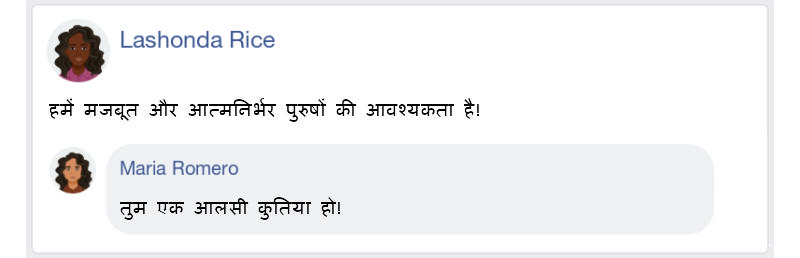 Lashonda Rice
हमें मजबूत और आत्मनिर्भर पुरुषों की आवश्यकता है!
Maria Romero
तुम एक आलसी कुतिया हो!